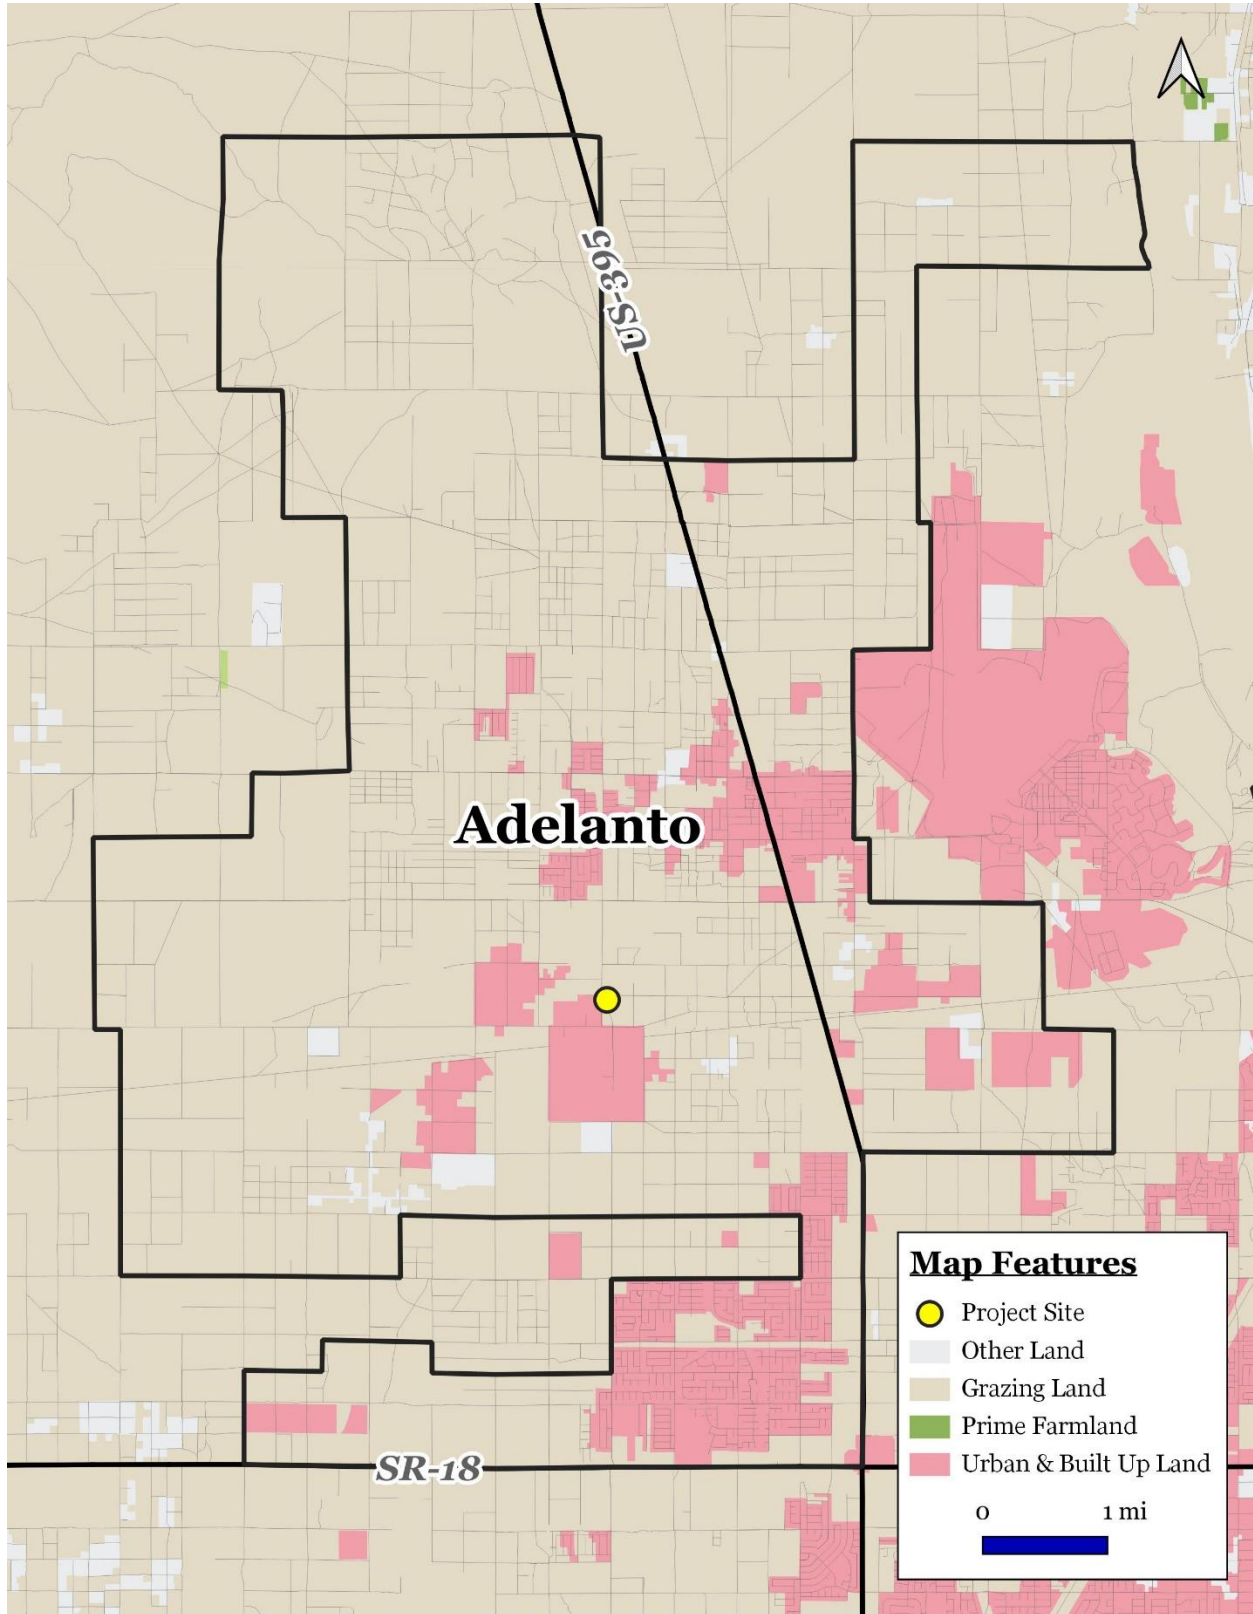 US-395
Adelanto
SR-18
Map Features
Project Site
Other Land
Grazing Land
Prime Farmland
Urban & Built Up Land
0 1 mi